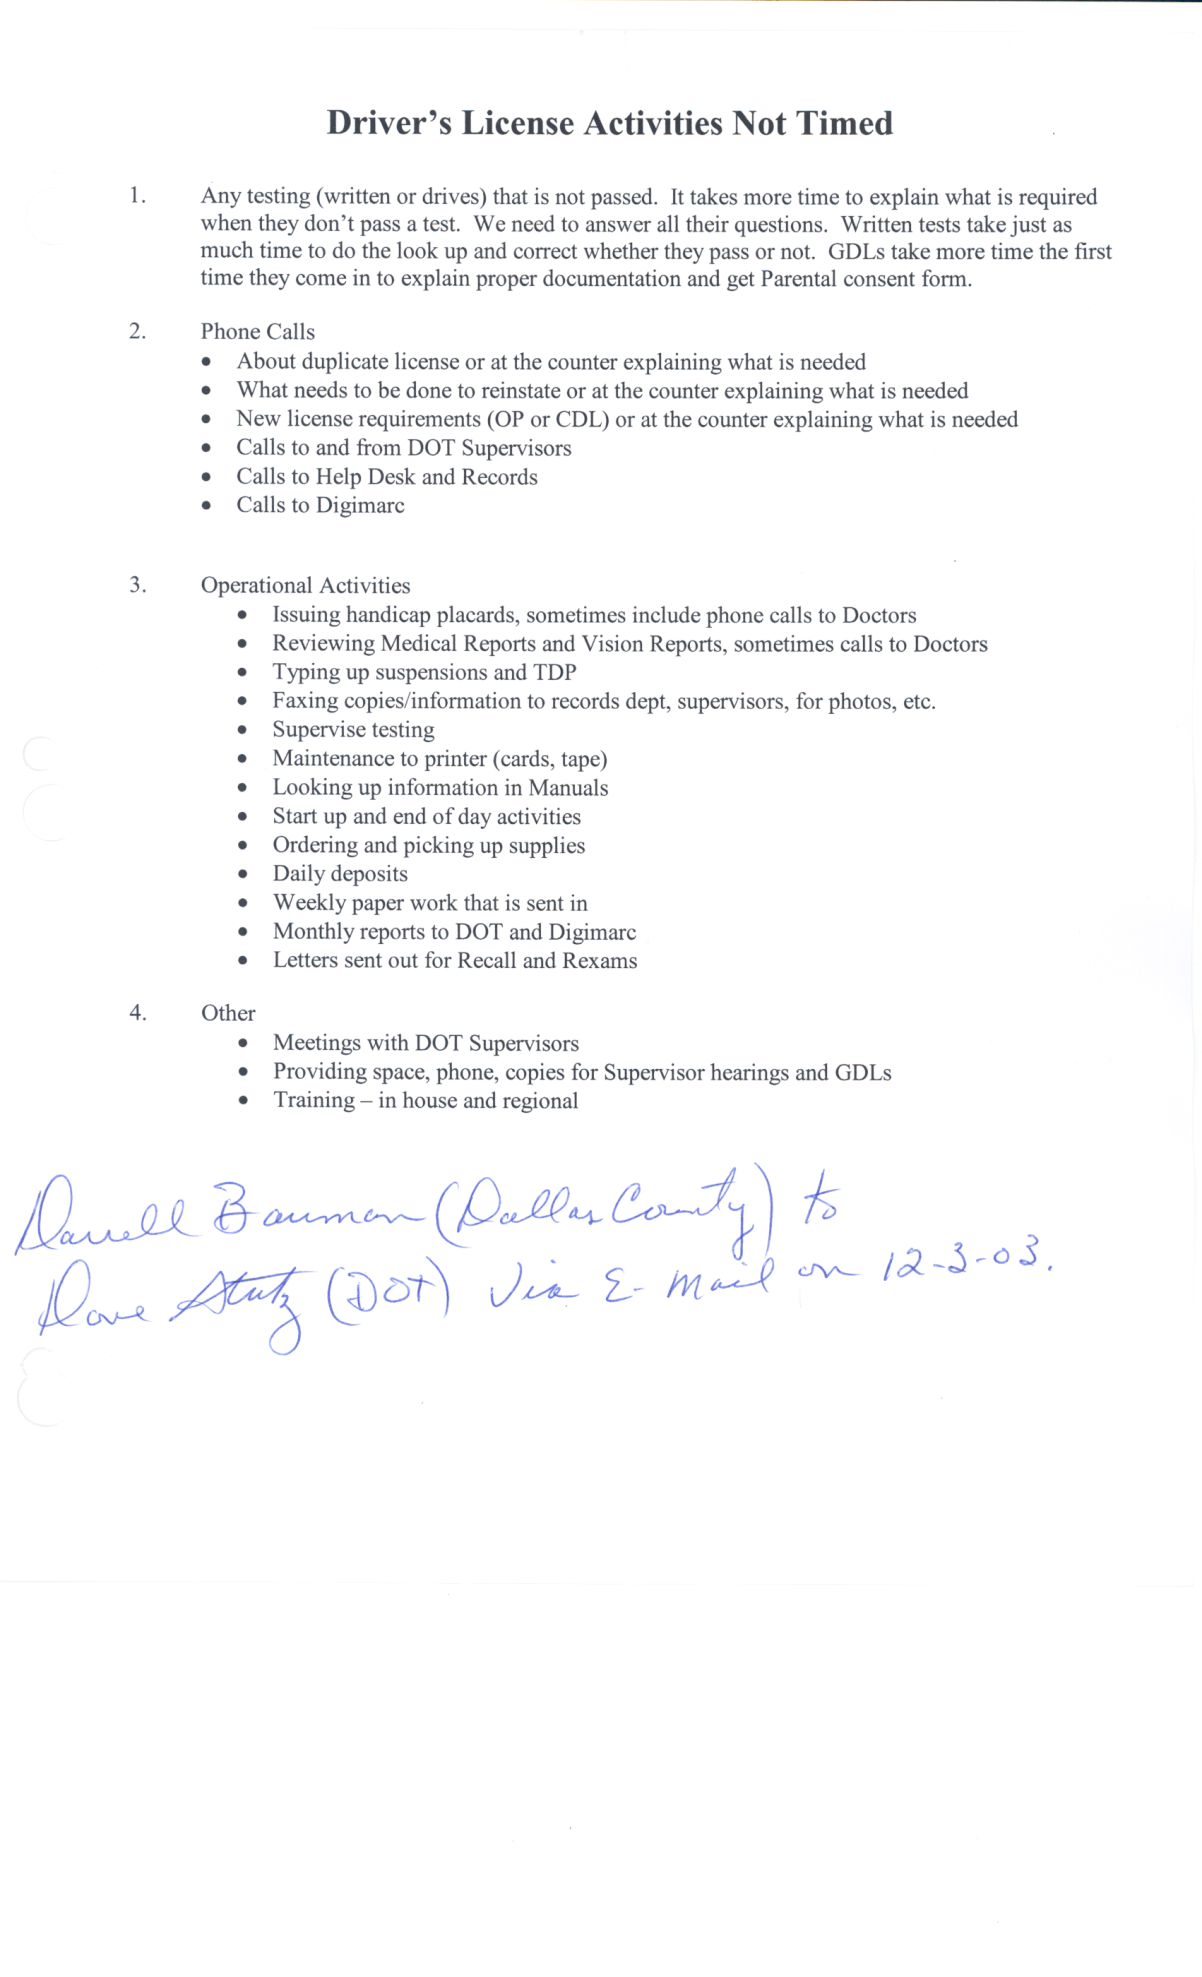 Driver's License Activities Not Timed
1. Any testing (written or drives) that is not passed. It takes more time to explain what is required
when they don't pass a test. We need to answer all their questions. Written tests take just as
much time to do the look up and correct whether they pass or not. GDLs take more time the first
time they come in to explain proper documentation and get Parental consent form.
2. Phone Calls
• About duplicate license or at the counter explaining what is needed
• What needs to be done to reinstate or at the counter explaining what is needed
• New license requirements (OP or CDL) or at the counter explaining what is needed
• Calls to and from DOT Supervisors
• Calls to Help Desk and Records
• Calls to Digimarc
3. Operational Activities
• Issuing handicap placards, sometimes include phone calls to Doctors
• Reviewing Medical Reports and Vision Reports, sometimes calls to Doctors
• Typing up suspensions and TDP
• Faxing copies/information to records dept, supervisors, for photos, etc.
• Supervise testing
• Maintenance to printer (cards, tape)
• Looking up information in Manuals
• Start up and end of day activities
• Ordering and picking up supplies
• Daily deposits
• Weekly paper work that is sent in
• Monthly reports to DOT and Digimarc
• Letters sent out for Recall and Rexams
4. Other
• Meetings with DOT Supervisors
• Providing space, phone, copies for Supervisor hearings and GDLs
• Training – in house and regional
Darrell Bauman (Dallas County) to
Dave Stutz (DOT) Via E-Mail on 12-3-03.